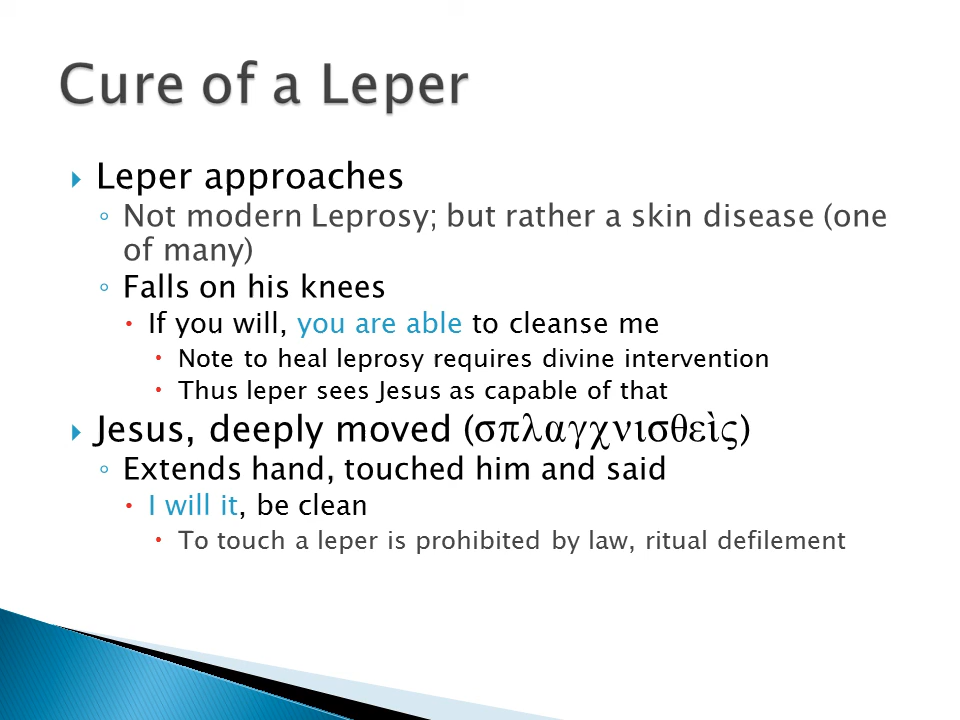 Cure of a Leper
Leper approaches
Not modern Leprosy; but rather a skin disease (one
of many)
Falls on his knees
If you will, you are able to cleanse me
Note to heal leprosy requires divine intervention
Thus leper sees Jesus as capable of that
Jesus, deeply moved (σπλαγχνισθεὶς)
Extends hand, touched him and said
I will it, be clean
To touch a leper is prohibited by law, ritual defilement